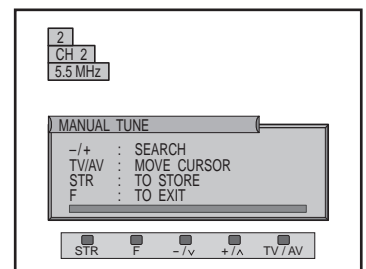 2
CH 2
5.5 MHz
MANUAL TUNE
–/+ : SEARCH
TV/AV : MOVE CURSOR
STR : TO STORE
F : TO EXIT
STR F –/∨ +/∧ TV/AV